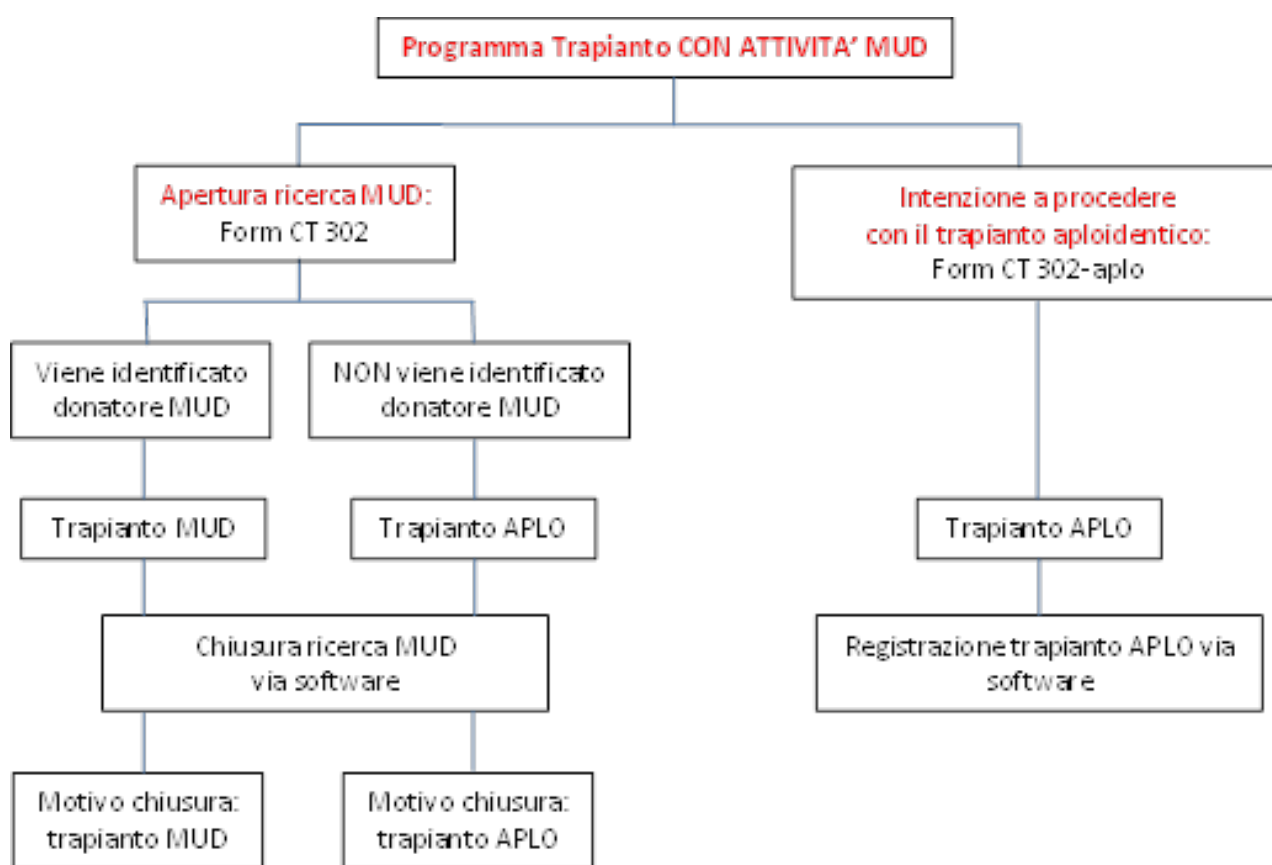 Programma Trapianto CON ATTIVITA’ MUD
Apertura ricerca MUD:
Form CT 302
Intenzione a procedere
con il trapianto aploidentico:
Form CT 302-aplo
Viene identificato
donatore MUD
NON viene identificato
donatore MUD
Trapianto MUD
Trapianto APLO
Trapianto APLO
Chiusura ricerca MUD
via software
Registrazione trapianto APLO via
software
Motivo chiusura:
trapianto MUD
Motivo chiusura:
trapianto APLO